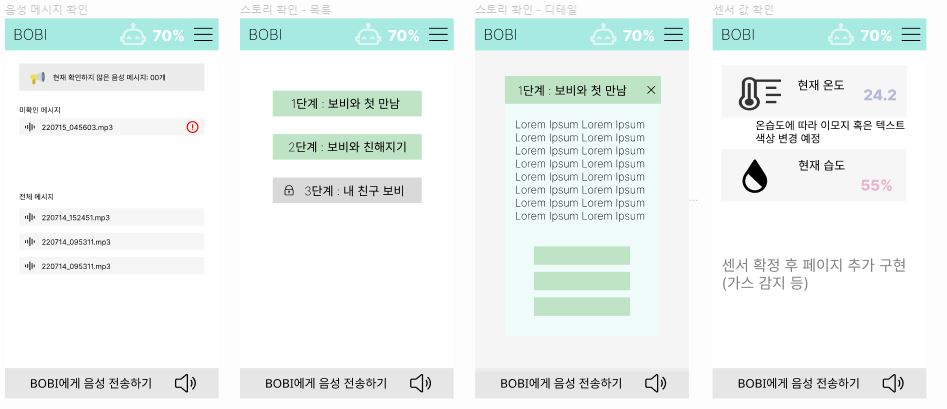 음성 메시지 확인
BOBI
70%
현재 확인하지 않은 음성 메시지: 00개
미확인 메시지
220715_045603.mp3
전체 메시지
220714_152451.mp3
220714_095311.mp3
220714_095311.mp3
BOBI에게 음성 전송하기
스토리 확인 - 목록
BOBI
70%
1단계 : 보비와 첫 만남
2단계 : 보비와 친해지기
3단계 : 내 친구 보비
BOBI에게 음성 전송하기
스토리 확인 - 디테일
BOBI
70%
1단계 : 보비와 첫 만남
Lorem Ipsum Lorem Ipsum
Lorem Ipsum Lorem Ipsum
Lorem Ipsum Lorem Ipsum
Lorem Ipsum Lorem Ipsum
Lorem Ipsum Lorem Ipsum
Lorem Ipsum Lorem Ipsum
Lorem Ipsum Lorem Ipsum
Lorem Ipsum Lorem Ipsum
BOBI에게 음성 전송하기
...
센서 값 확인
BOBI
70%
현재 온도
24.2
온습도에 따라 이모지 혹은 텍스트
색상 변경 예정
현재 습도
55%
센서 확정 후 페이지 추가 구현
(가스 감지 등)
BOBI에게 음성 전송하기